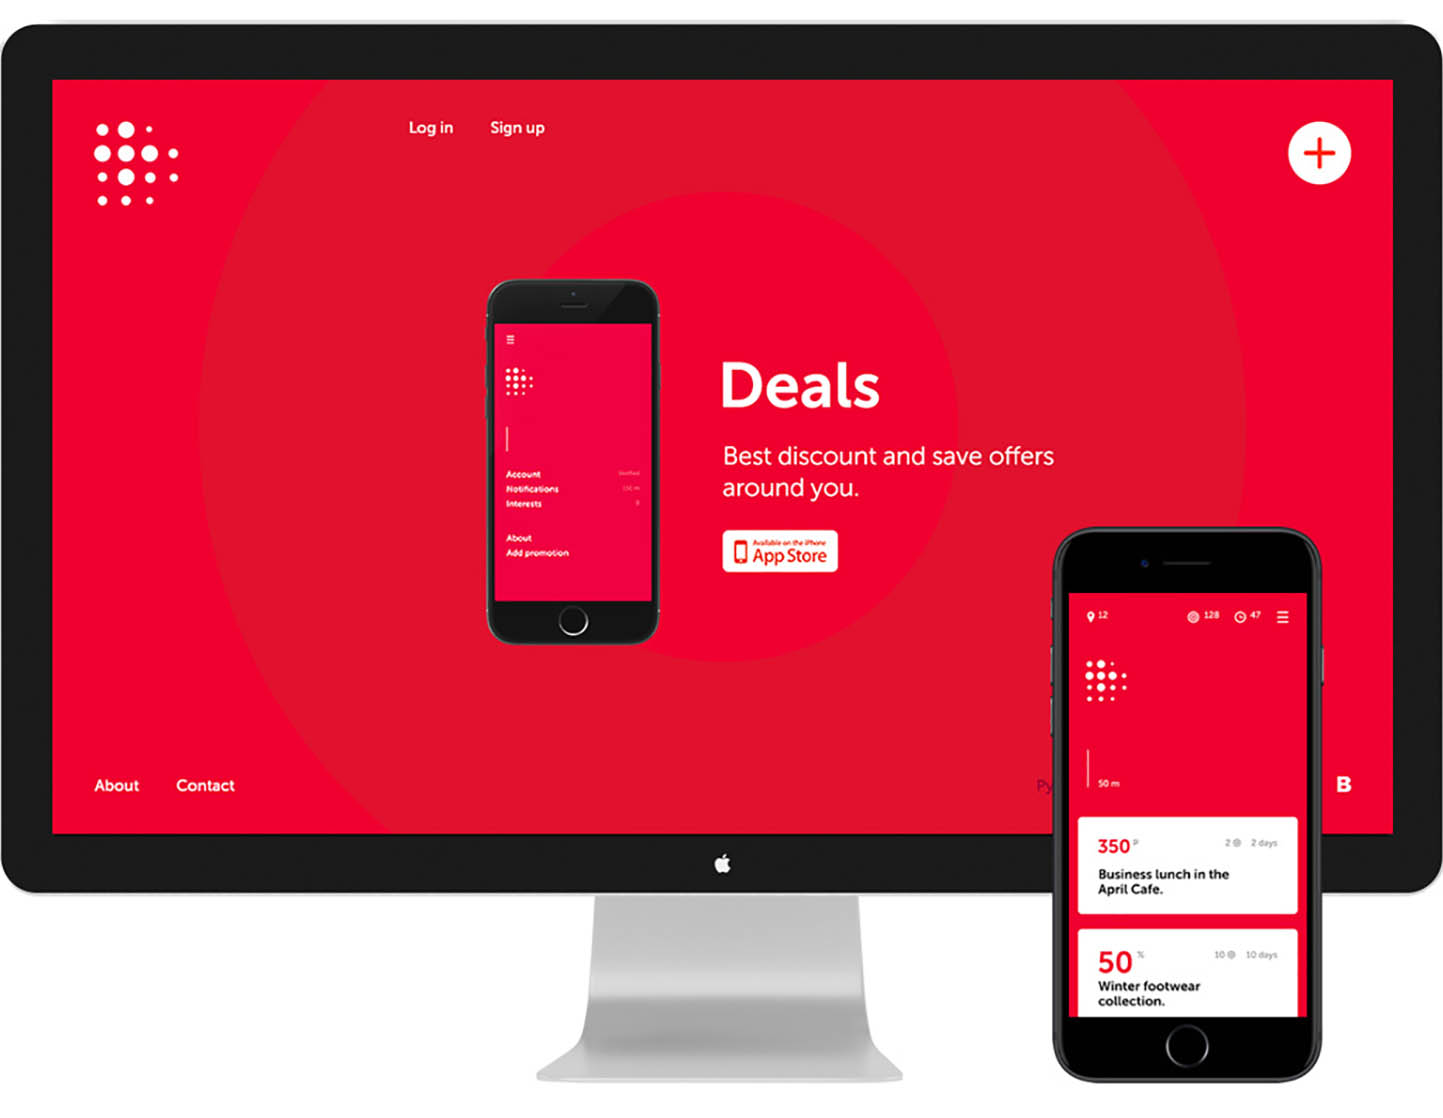 Log in Sign up
Deals
Best discount and save offers
around you.
Available on the iPhone
App Store
Account
Notifications
150 m
Interests
About
Add promotion
About Contact
B
12 128 47
50 m
350 P 2 2 days
Business lunch in the
April Cafe.
50 % 10 10 days
Winter footwear
collection.